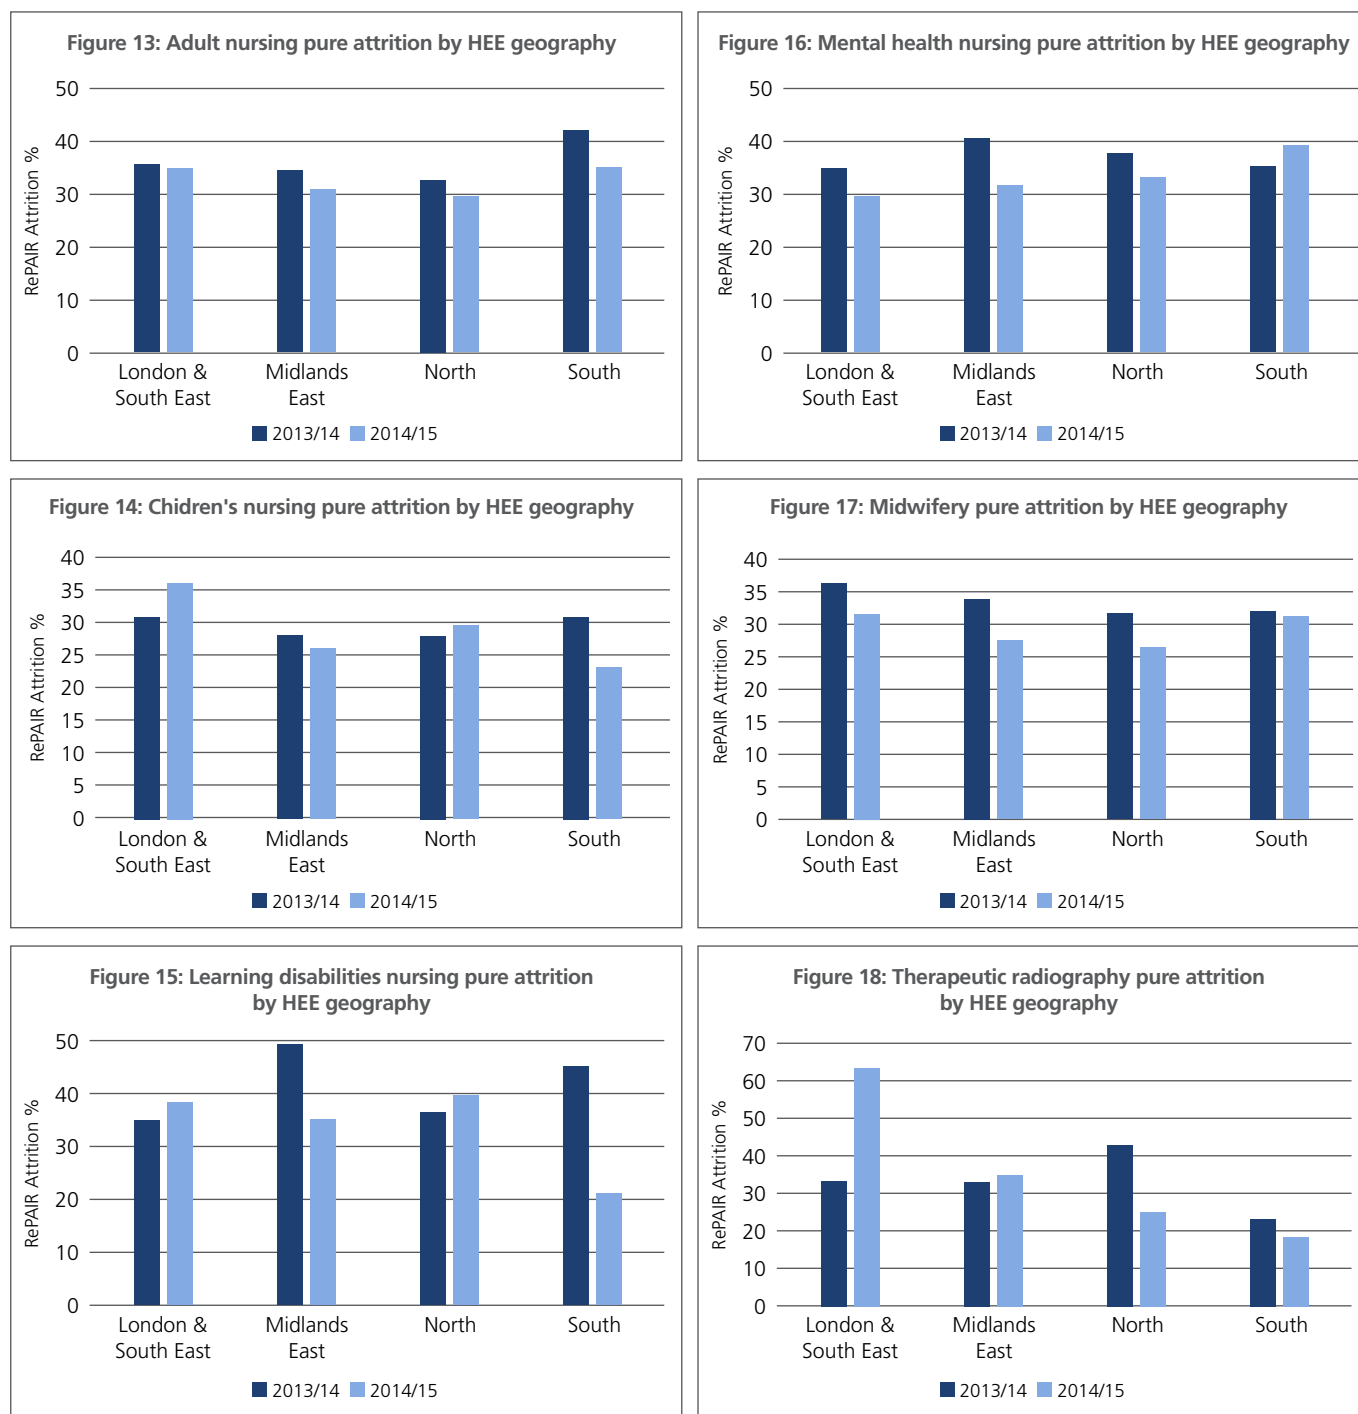 Figure 13: Adult nursing pure attrition by HEE geography
RePAIR Attrition %
50
40
30
20
10
0
London &
South East
Midlands
East
North
South
2013/14 2014/15
Figure 16: Mental health nursing pure attrition by HEE geography
RePAIR Attrition %
50
40
30
20
10
0
London &
South East
Midlands
East
North
South
2013/14 2014/15
Figure 14: Chidren's nursing pure attrition by HEE geography
RePAIR Attrition %
40
35
30
25
20
15
10
5
0
London &
South East
Midlands
East
North
South
2013/14 2014/15
Figure 17: Midwifery pure attrition by HEE geography
RePAIR Attrition %
40
35
30
25
20
15
10
5
0
London &
South East
Midlands
East
North
South
2013/14 2014/15
Figure 15: Learning disabilities nursing pure attrition
by HEE geography
RePAIR Attrition %
50
40
30
20
10
0
London &
South East
Midlands
East
North
South
2013/14 2014/15
Figure 18: Therapeutic radiography pure attrition
by HEE geography
RePAIR Attrition %
70
60
50
40
30
20
10
0
London &
South East
Midlands
East
North
South
2013/14 2014/15